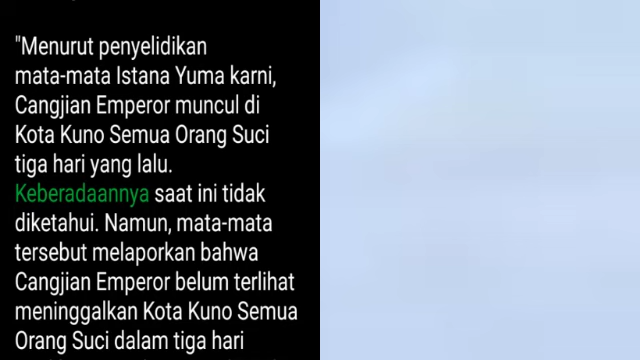 "Menurut penyelidikan
mata-mata Istana Yuma karni,
Cangjian Emperor muncul di
Kota Kuno Semua Orang Suci
tiga hari yang lalu.
Keberadaannya saat ini tidak
diketahui. Namun, mata-mata
tersebut melaporkan bahwa
Cangjian Emperor belum terlihat
meninggalkan Kota Kuno Semua
Orang Suci dalam tiga hari